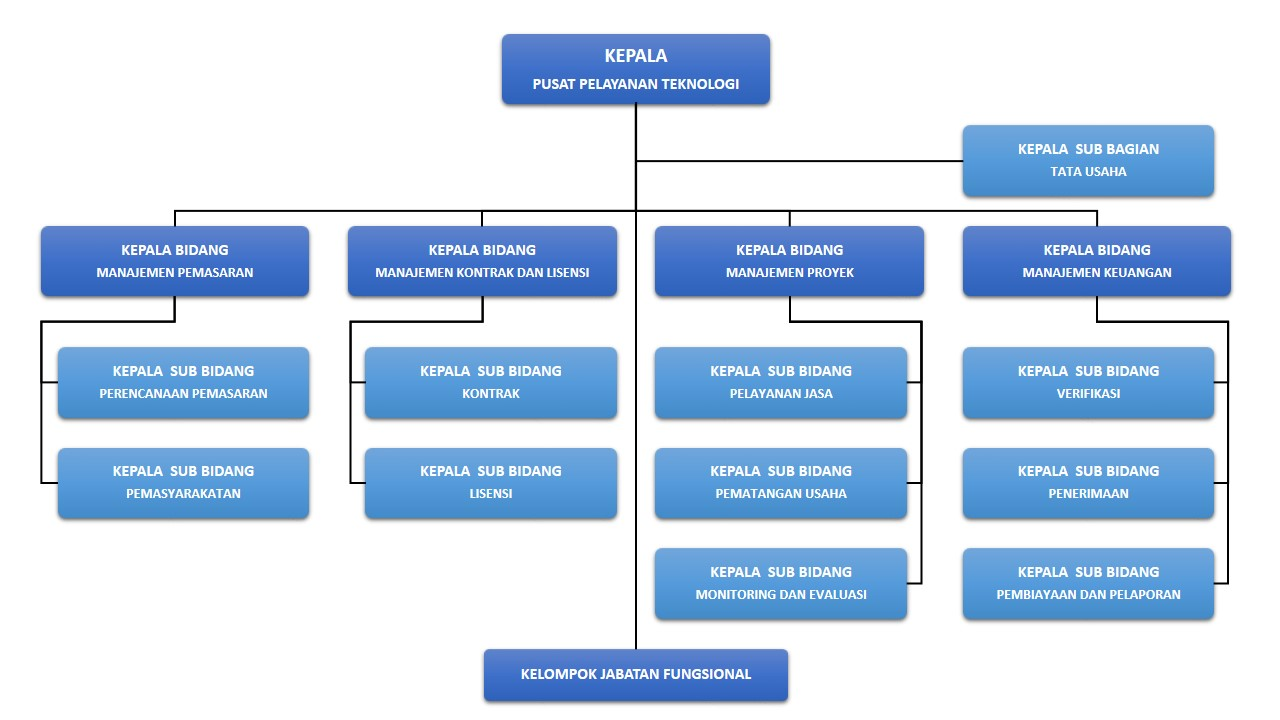 KEPALA
PUSAT PELAYANAN TEKNOLOGI
KEPALA SUB BAGIAN
TATA USAHA
KEPALA BIDANG
MANAJEMEN PEMASARAN
KEPALA BIDANG
MANAJEMEN KONTRAK DAN LISENSI
KEPALA BIDANG
MANAJEMEN PROYEK
KEPALA BIDANG
MANAJEMEN KEUANGAN
KEPALA SUB BIDANG
PERENCANAAN PEMASARAN
KEPALA SUB BIDANG
KONTRAK
KEPALA SUB BIDANG
PELAYANAN JASA
KEPALA SUB BIDANG
VERIFIKASI
KEPALA SUB BIDANG
PEMASYARAKATAN
KEPALA SUB BIDANG
LISENSI
KEPALA SUB BIDANG
PEMATANGAN USAHA
KEPALA SUB BIDANG
PENERIMAAN
KEPALA SUB BIDANG
MONITORING DAN EVALUASI
KEPALA SUB BIDANG
PEMBIAYAAN DAN PELAPORAN
KELOMPOK JABATAN FUNGSIONAL